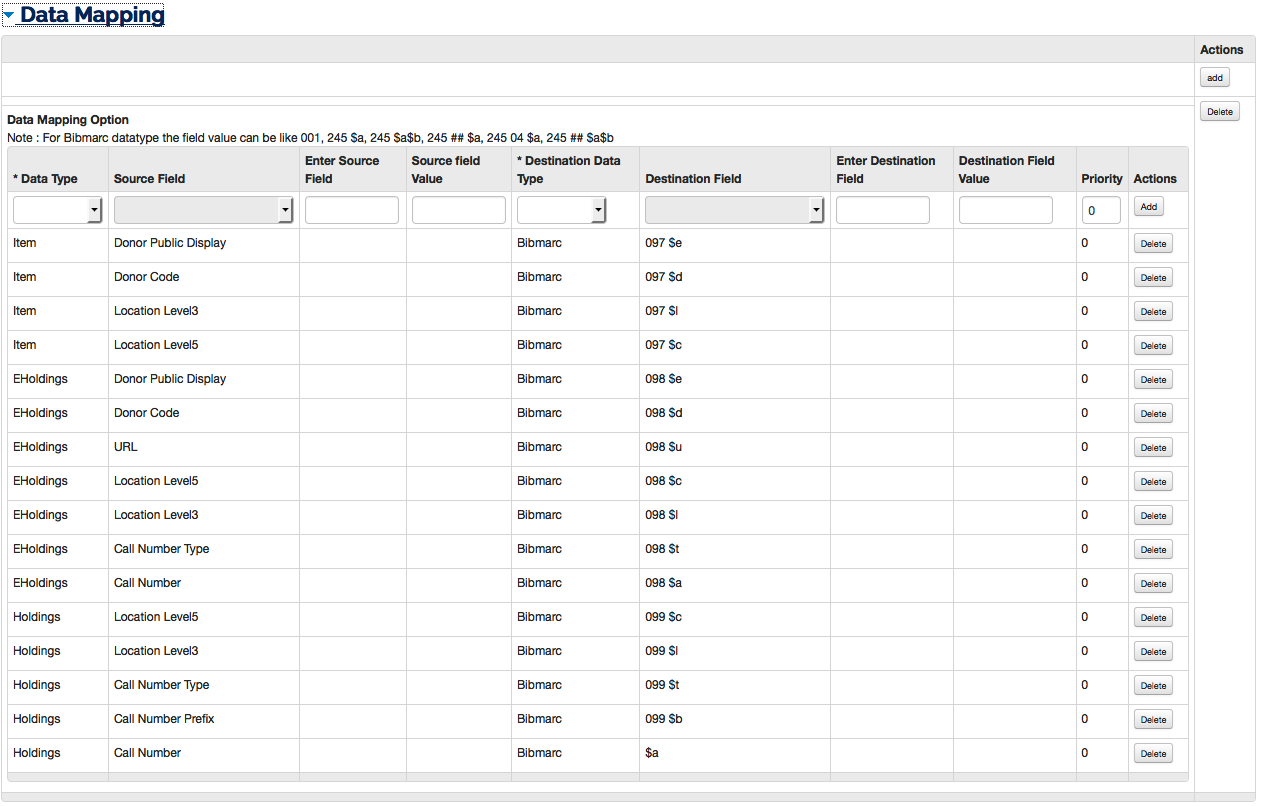 Data Mapping
Actions
add
Delete
Data Mapping Option
Note : For Bibmarc datatype the field value can be like 001, 245 $a, 245 $a$b, 245 ## $a, 245 04 $a, 245 ## $a$b
* Data Type Source Field Enter Source Field Source field Value * Destination Data Type Destination Field Enter Destination Field Destination Field Value Priority Actions
0 Add
Item Donor Public Display Bibmarc 097 $e 0 Delete
Item Donor Code Bibmarc 097 $d 0 Delete
Item Location Level3 Bibmarc 097 $l 0 Delete
Item Location Level5 Bibmarc 097 $c 0 Delete
EHoldings Donor Public Display Bibmarc 098 $e 0 Delete
EHoldings Donor Code Bibmarc 098 $d 0 Delete
EHoldings URL Bibmarc 098 $u 0 Delete
EHoldings Location Level5 Bibmarc 098 $c 0 Delete
EHoldings Location Level3 Bibmarc 098 $l 0 Delete
EHoldings Call Number Type Bibmarc 098 $t 0 Delete
EHoldings Call Number Bibmarc 098 $a 0 Delete
Holdings Location Level5 Bibmarc 099 $c 0 Delete
Holdings Location Level3 Bibmarc 099 $l 0 Delete
Holdings Call Number Type Bibmarc 099 $t 0 Delete
Holdings Call Number Prefix Bibmarc 099 $b 0 Delete
Holdings Call Number Bibmarc $a 0 Delete